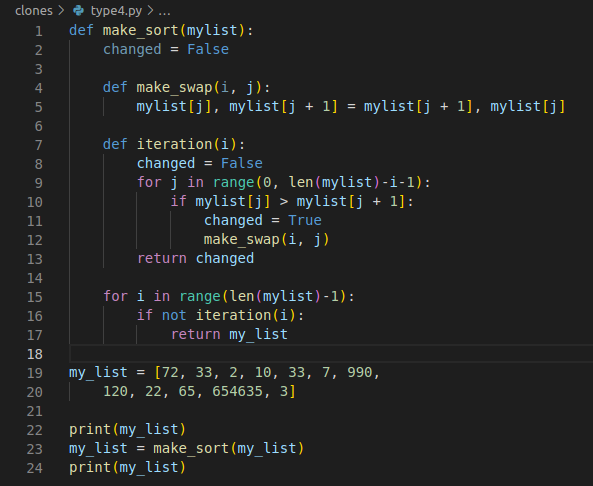 clones > type4.py > ...
1 def make_sort(mylist):
2     changed = False
3
4     def make_swap(i, j):
5         mylist[j], mylist[j + 1] = mylist[j + 1], mylist[j]
6
7     def iteration(i):
8         changed = False
9         for j in range(0, len(mylist)-i-1):
10             if mylist[j] > mylist[j + 1]:
11                 changed = True
12                 make_swap(i, j)
13         return changed
14
15     for i in range(len(mylist)-1):
16         if not iteration(i):
17             return my_list
18
19 my_list = [72, 33, 2, 10, 33, 7, 990,
20     120, 22, 65, 654635, 3]
21
22 print(my_list)
23 my_list = make_sort(my_list)
24 print(my_list)